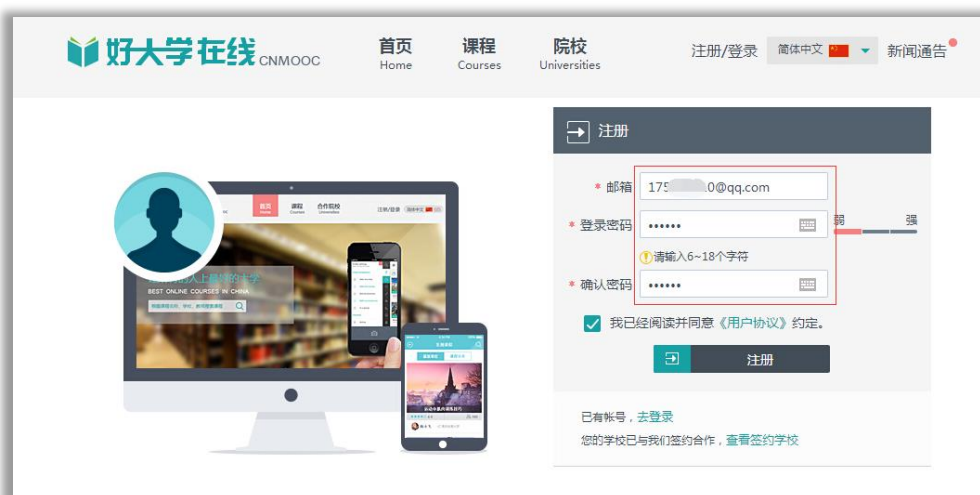 好大学在线 CNMOOC
首页
Home
课程
Courses
院校
Universities
注册/登录
简体中文
新闻通告
注册
* 邮箱 175 0@qq.com
* 登录密码 ••••••
弱 强
请输入6~18个字符
* 确认密码 ••••••
我已经阅读并同意《用户协议》约定。
注册
已有帐号，去登录
您的学校已与我们签约合作，查看签约学校
首页
Home
课程
Courses
合作院校
Universities
BEST ONLINE COURSES IN CHINA